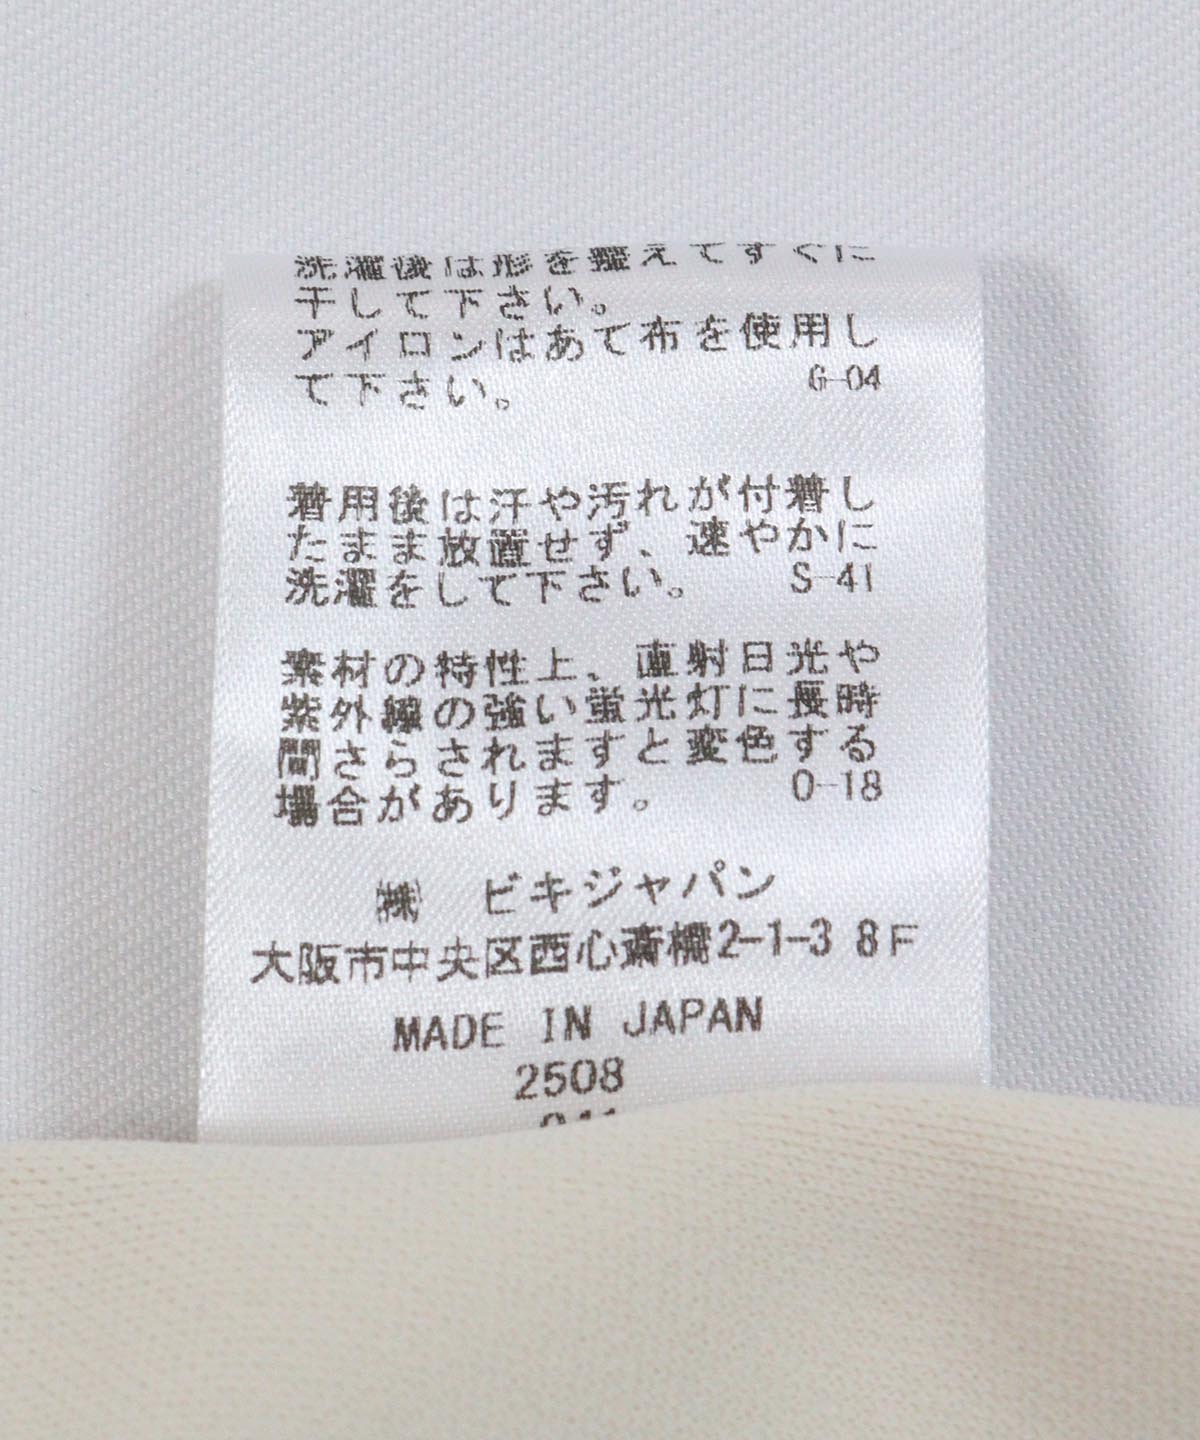 洗濯後は形を整えてすぐに
干して下さい。
アイロンはあて布を使用し
て下さい。 G-04
着用後は汗や汚れが付着し
たまま放置せず、速やかに
洗濯をして下さい。 S-41
素材の特性上、直射日光や
紫外線の強い蛍光灯に長時
間さらされますと変色する
場合があります。 O-18
㈱ ビキジャパン
大阪市中央区西心斎橋2-1-3 8F
MADE IN JAPAN
2508